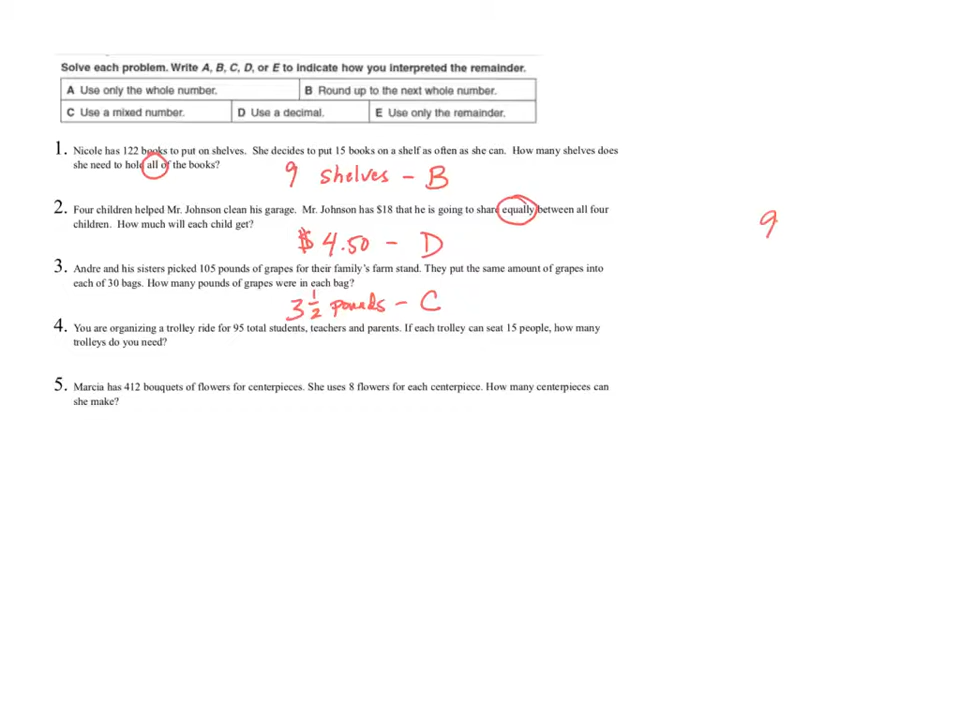 Solve each problem. Write A, B, C, D, or E to indicate how you interpreted the remainder.
A Use only the whole number. B Round up to the next whole number.
C Use a mixed number. D Use a decimal. E Use only the remainder.
1. Nicole has 122 books to put on shelves. She decides to put 15 books on a shelf as often as she can. How many shelves does
she need to hold all of the books?
9 shelves - B
2. Four children helped Mr. Johnson clean his garage. Mr. Johnson has $18 that he is going to share equally between all four
children. How much will each child get?
9
$4.50 - D
3. Andre and his sisters picked 105 pounds of grapes for their family's farm stand. They put the same amount of grapes into
each of 30 bags. How many pounds of grapes were in each bag?
3 1/2 pounds - C
4. You are organizing a trolley ride for 95 total students, teachers and parents. If each trolley can seat 15 people, how many
trolleys do you need?
5. Marcia has 412 bouquets of flowers for centerpieces. She uses 8 flowers for each centerpiece. How many centerpieces can
she make?